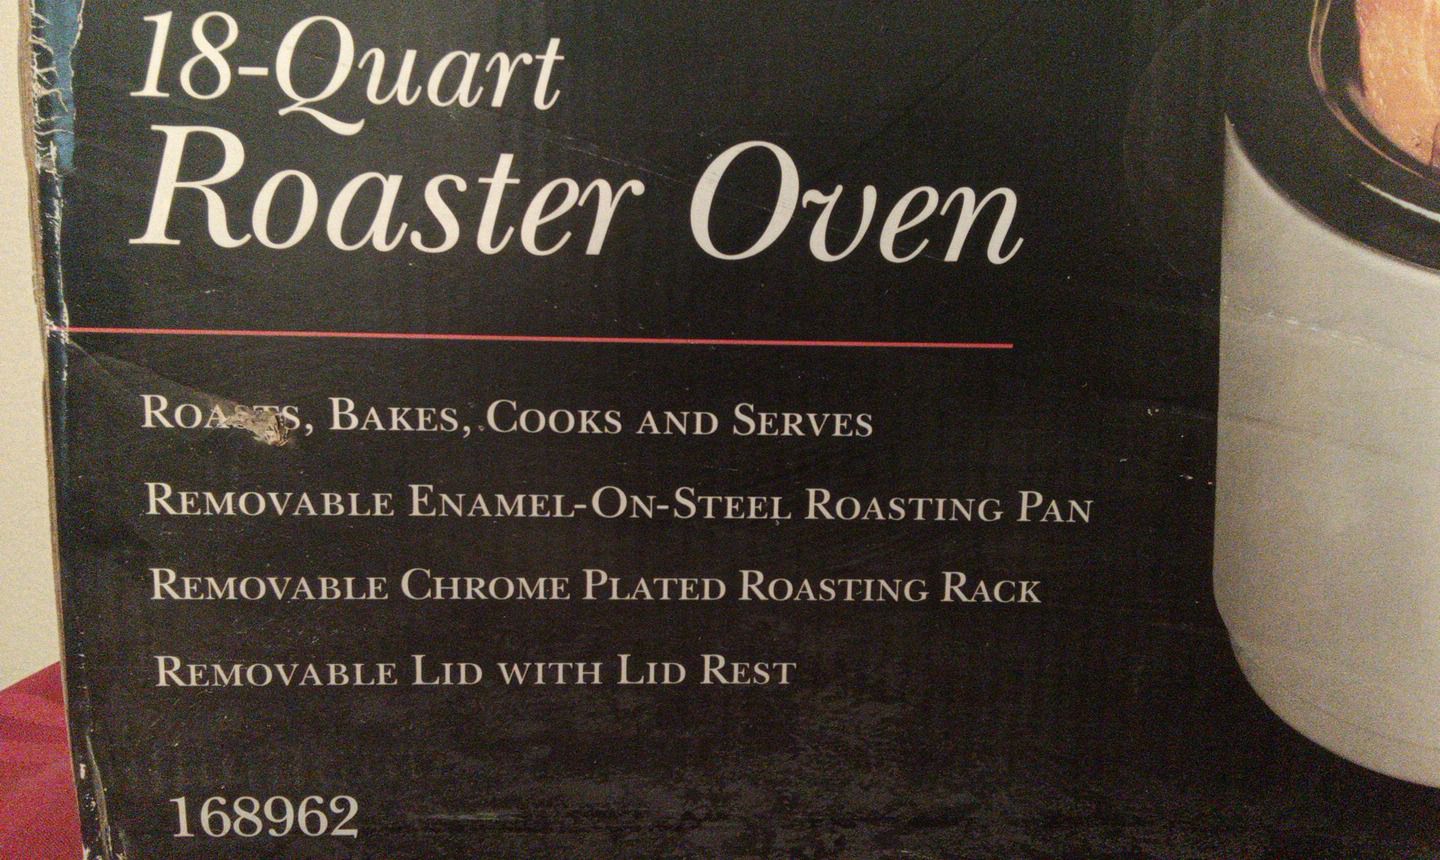 18-Quart
Roaster Oven
Roasts, Bakes, Cooks and Serves
Removable Enamel-On-Steel Roasting Pan
Removable Chrome Plated Roasting Rack
Removable Lid with Lid Rest
168962